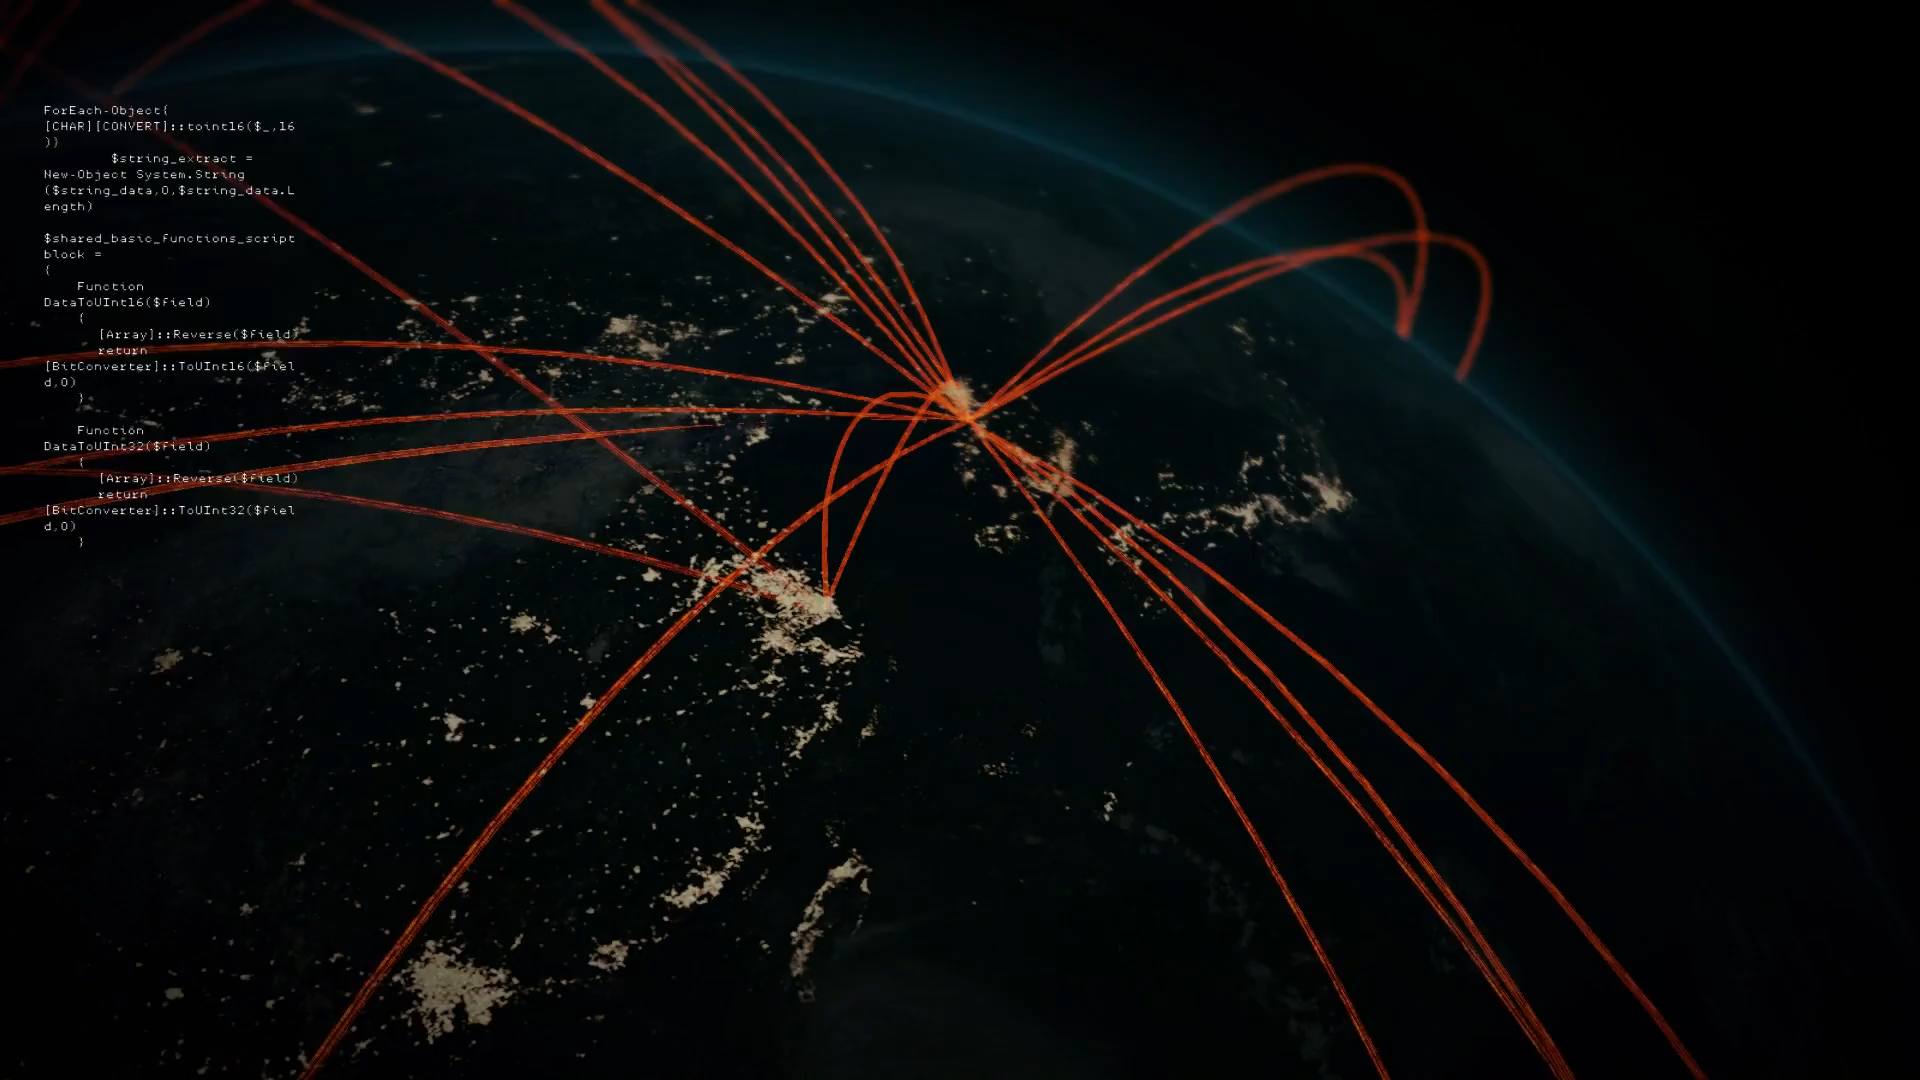 ForEach-Object{
[CHAR][CONVERT]::toint16($_,16
))
$string_extract =
New-Object System.String
($string_data,0,$string_data.L
ength)
$shared_basic_functions_script
block =
{
Function
DataToUInt16($field)
{
[Array]::Reverse($field)
return
[BitConverter]::ToUInt16($fiel
d,0)
}
Function
DataToUInt32($field)
{
[Array]::Reverse($field)
return
[BitConverter]::ToUInt32($fiel
d,0)
}